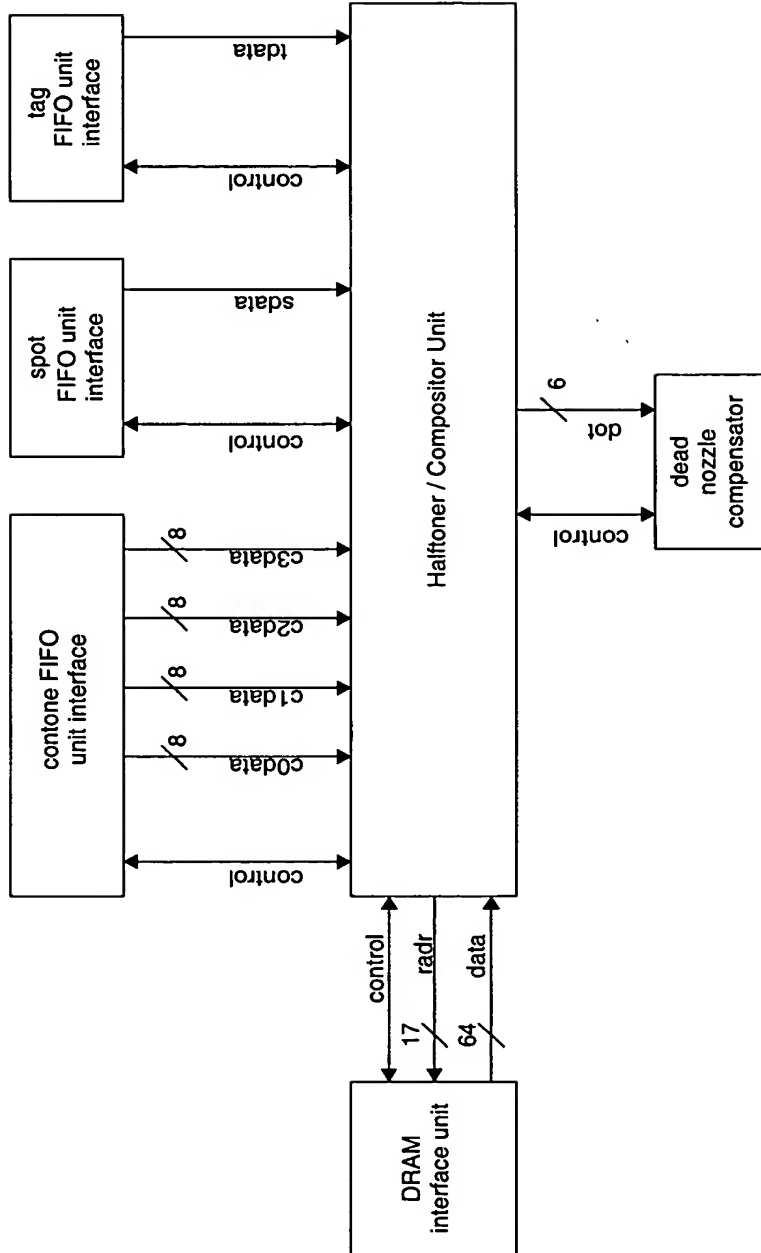 contone FIFO
unit interface
spot
FIFO unit
interface
tag
FIFO unit
interface
control
8
c0data
8
c1data
8
c2data
8
c3data
control
sdata
control
tdata
DRAM
interface unit
control
17
radr
64
data
Halftoner / Compositor Unit
control
6
dot
dead
nozzle
compensator